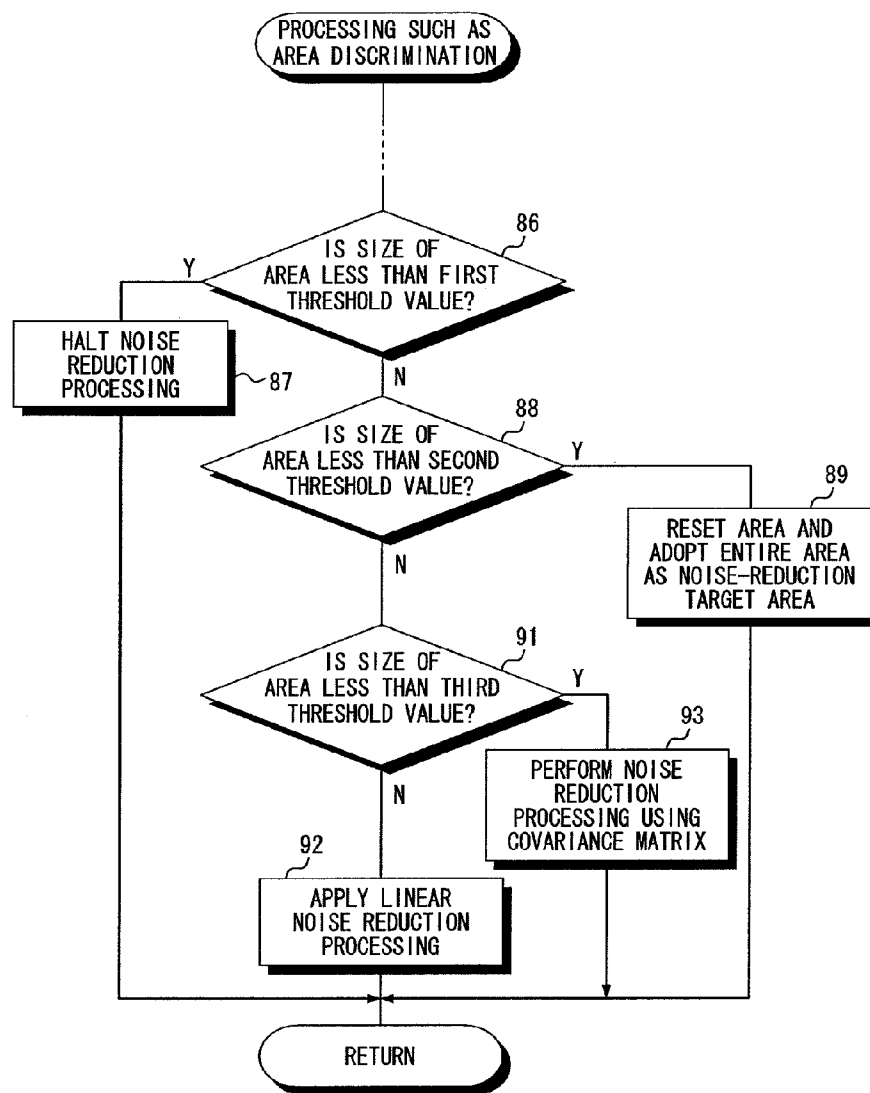 PROCESSING SUCH AS
AREA DISCRIMINATION
86
IS SIZE OF
AREA LESS THAN FIRST
THRESHOLD VALUE?
Y
N
HALT NOISE
REDUCTION
PROCESSING
87
88
IS SIZE OF
AREA LESS THAN SECOND
THRESHOLD VALUE?
Y
N
89
RESET AREA AND
ADOPT ENTIRE AREA
AS NOISE-REDUCTION
TARGET AREA
91
IS SIZE OF
AREA LESS THAN THIRD
THRESHOLD VALUE?
Y
N
93
PERFORM NOISE
REDUCTION
PROCESSING USING
COVARIANCE MATRIX
92
APPLY LINEAR
NOISE REDUCTION
PROCESSING
RETURN